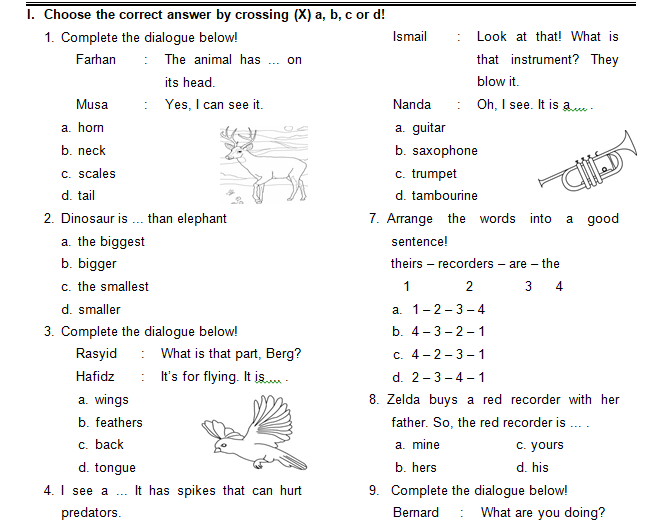 I. Choose the correct answer by crossing (X) a, b, c or d!
1. Complete the dialogue below!
Farhan : The animal has ... on
its head.
Musa : Yes, I can see it.
a. horn
b. neck
c. scales
d. tail
2. Dinosaur is ... than elephant
a. the biggest
b. bigger
c. the smallest
d. smaller
3. Complete the dialogue below!
Rasyid : What is that part, Berg?
Hafidz : It's for flying. It is.... .
a. wings
b. feathers
c. back
d. tongue
4. I see a ... It has spikes that can hurt
predators.
Ismail : Look at that! What is
that instrument? They
blow it.
Nanda : Oh, I see. It is a.... .
a. guitar
b. saxophone
c. trumpet
d. tambourine
7. Arrange the words into a good
sentence!
theirs – recorders – are – the
1 2 3 4
a. 1 – 2 – 3 – 4
b. 4 – 3 – 2 – 1
c. 4 – 2 – 3 – 1
d. 2 – 3 – 4 – 1
8. Zelda buys a red recorder with her
father. So, the red recorder is ... .
a. mine c. yours
b. hers d. his
9. Complete the dialogue below!
Bernard : What are you doing?